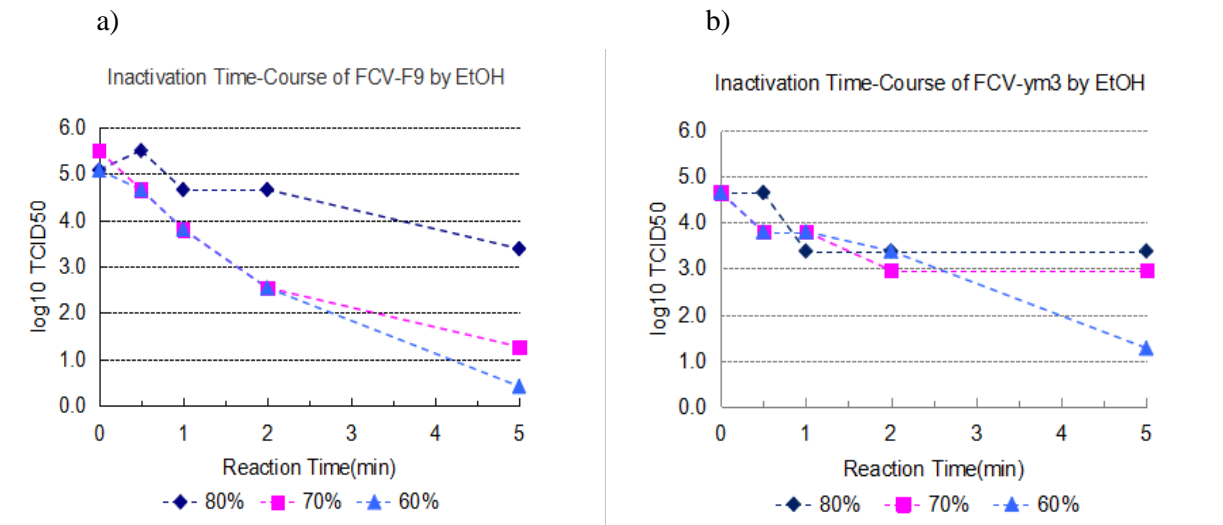 a)
Inactivation Time-Course of FCV-F9 by EtOH
6.0
5.0
4.0
3.0
2.0
1.0
0.0
log10 TCID50
0 1 2 3 4 5
Reaction Time(min)
80% 70% 60%
b)
Inactivation Time-Course of FCV-ym3 by EtOH
6.0
5.0
4.0
3.0
2.0
1.0
0.0
log10 TCID50
0 1 2 3 4 5
Reaction Time(min)
80% 70% 60%